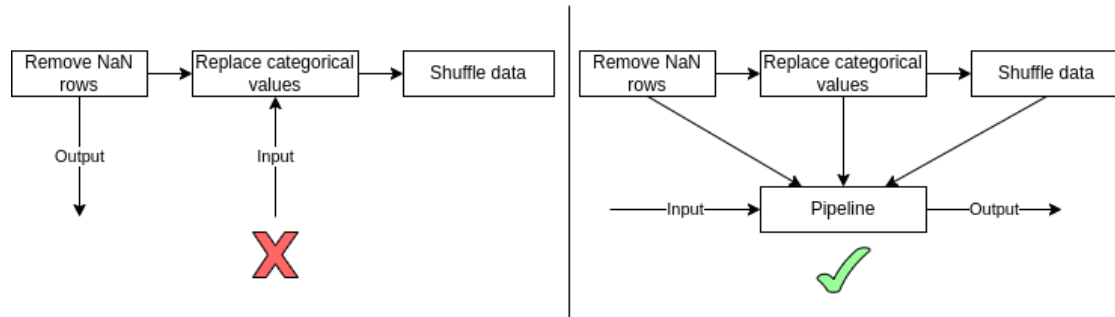 Remove NaN
rows
Replace categorical
values
Shuffle data
Output
Input
Remove NaN
rows
Replace categorical
values
Shuffle data
Input
Pipeline
Output